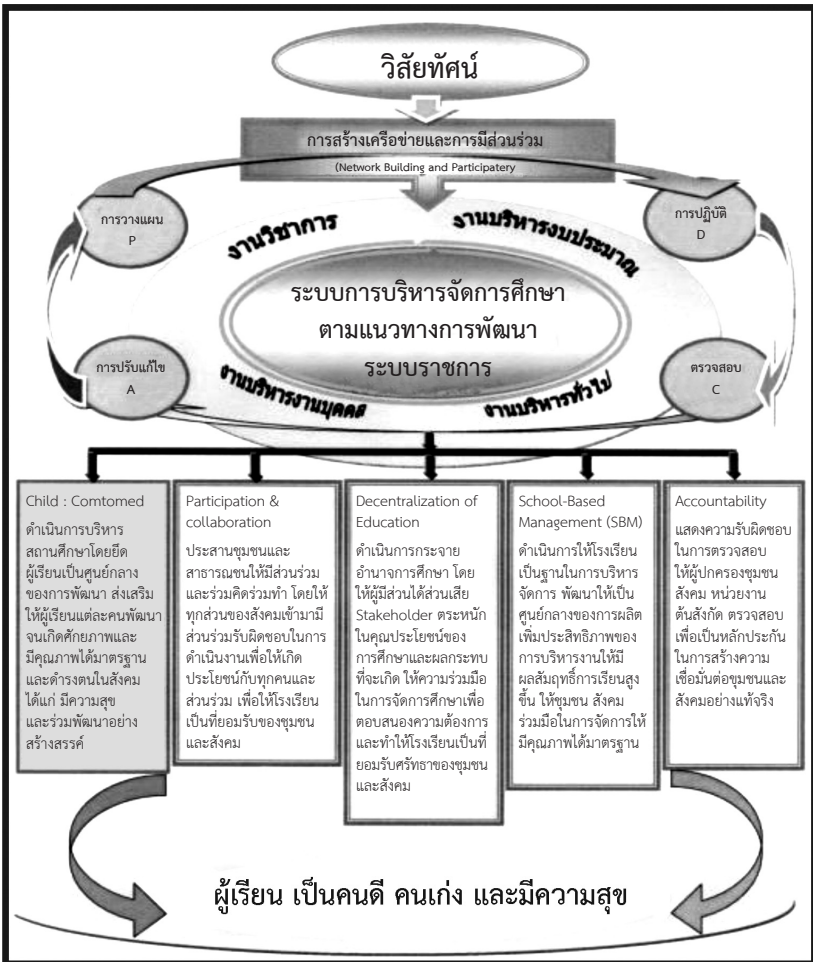 วิสัยทัศน์
การสร้างเครือข่ายและการมีส่วนร่วม
(Network Building and Participatery
การวางแผน
P
การปฏิบัติ
D
งานวิชาการ
งานบริหารงบประมาณ
ระบบการบริหารจัดการศึกษา
ตามแนวทางการพัฒนา
ระบบราชการ
การปรับแก้ไข
A
ตรวจสอบ
C
งานบริหารงานบุคคล
งานบริหารทั่วไป
Child : Comtomed
ดำเนินการบริหาร
สถานศึกษาโดยยึด
ผู้เรียนเป็นศูนย์กลาง
ของการพัฒนา ส่งเสริม
ให้ผู้เรียนแต่ละคนพัฒนา
จนเกิดศักยภาพและ
มีคุณภาพได้มาตรฐาน
และดำรงตนในสังคม
ได้แก่ มีความสุข
และร่วมพัฒนาอย่าง
สร้างสรรค์
Participation &
collaboration
ประสานชุมชนและ
สาธารณชนให้มีส่วนร่วม
และร่วมคิดร่วมทำ โดยให้
ทุกส่วนของสังคมเข้ามามี
ส่วนร่วมรับผิดชอบในการ
ดำเนินงานเพื่อให้เกิด
ประโยชน์กับทุกคนและ
ส่วนร่วม เพื่อให้โรงเรียน
เป็นที่ยอมรับของชุมชน
และสังคม
Decentralization of
Education
ดำเนินการกระจาย
อำนาจการศึกษา โดย
ให้ผู้มีส่วนได้ส่วนเสีย
Stakeholder ตระหนัก
ในคุณประโยชน์ของ
การศึกษาและผลกระทบ
ที่จะเกิด ให้ความร่วมมือ
ในการจัดการศึกษาเพื่อ
ตอบสนองความต้องการ
และทำให้โรงเรียนเป็นที่
ยอมรับศรัทธาของชุมชน
และสังคม
School-Based
Management (SBM)
ดำเนินการให้โรงเรียน
เป็นฐานในการบริหาร
จัดการ พัฒนาให้เป็น
ศูนย์กลางของการผลิต
เพิ่มประสิทธิภาพของ
การบริหารงานให้มี
ผลสัมฤทธิ์การเรียนสูง
ขึ้น ให้ชุมชน สังคม
ร่วมมือในการจัดการให้
มีคุณภาพได้มาตรฐาน
Accountability
แสดงความรับผิดชอบ
ในการตรวจสอบ
ให้ผู้ปกครองชุมชน
สังคม หน่วยงาน
ต้นสังกัด ตรวจสอบ
เพื่อเป็นหลักประกัน
ในการสร้างความ
เชื่อมั่นต่อชุมชนและ
สังคมอย่างแท้จริง
ผู้เรียน เป็นคนดี คนเก่ง และมีความสุข